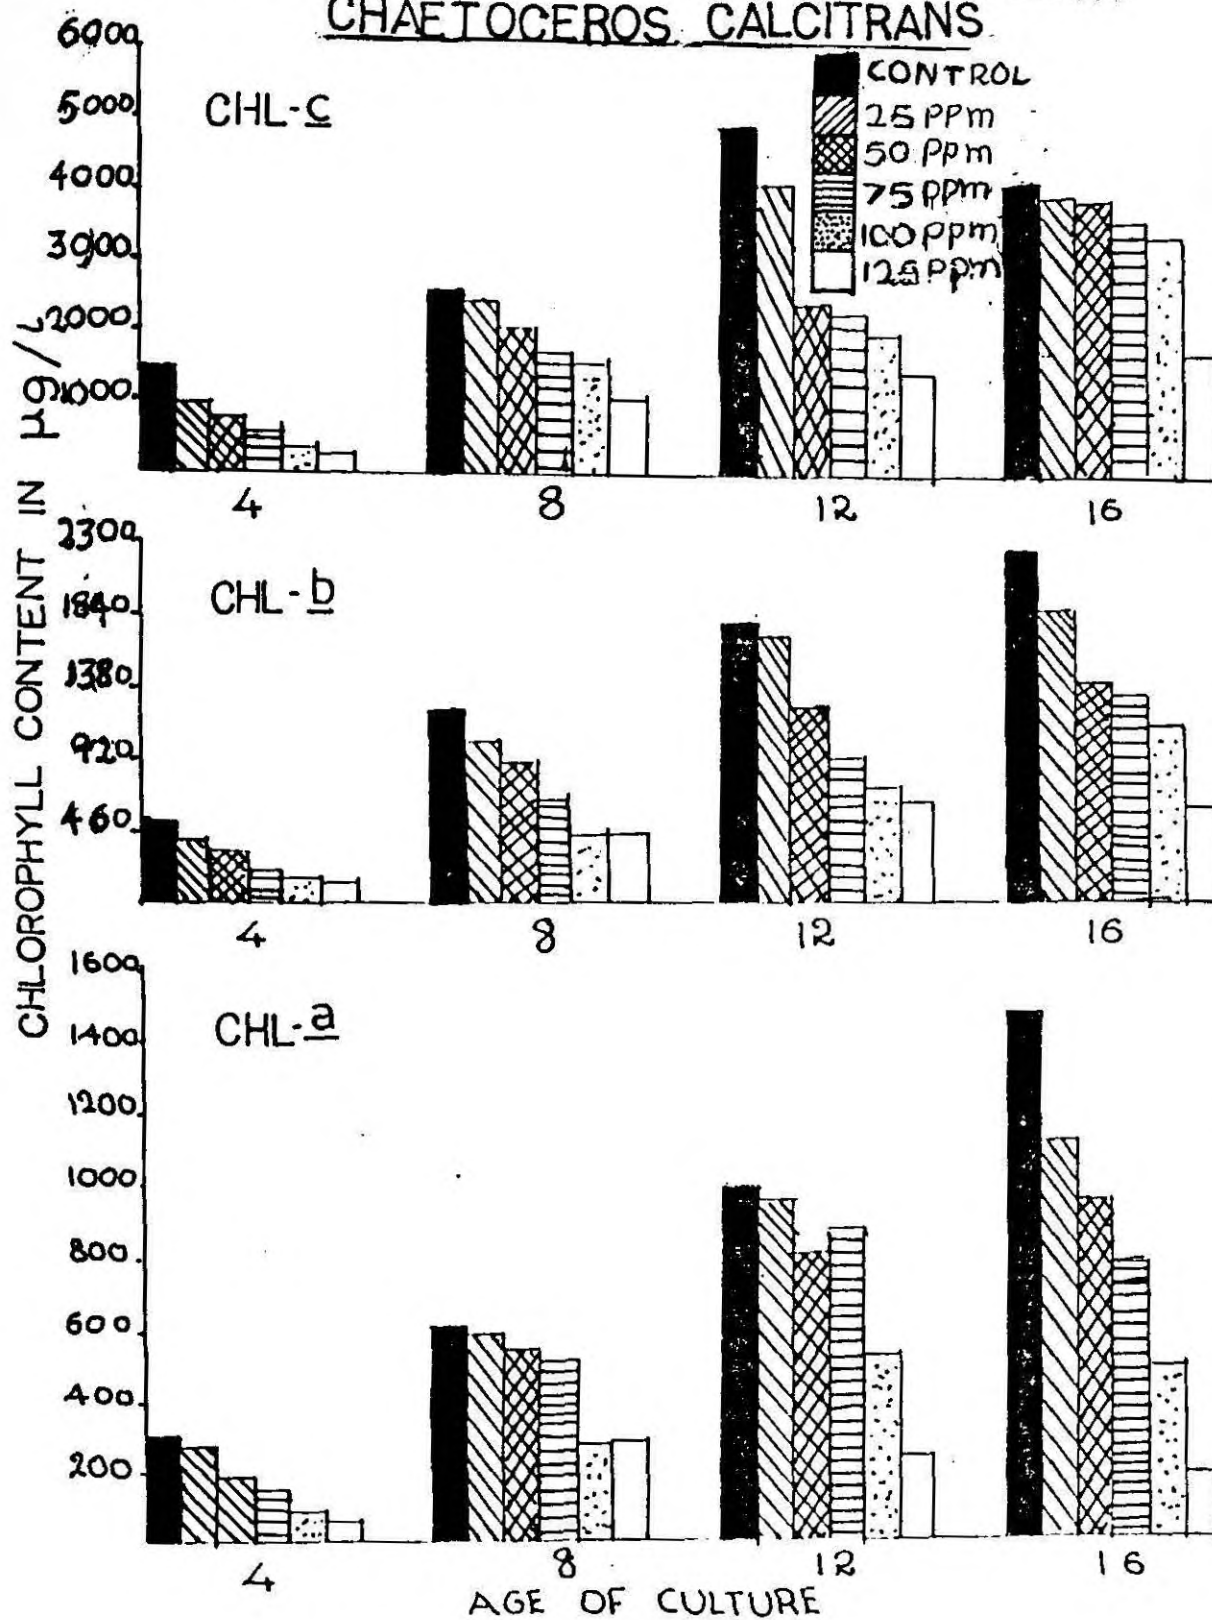 CHAETOCEROS CALCITRANS
CONTROL
25 PPm
50 PPm
75 PPm
100 PPm
125 PPm
CHLOROPHYLL CONTENT IN µg/L
CHL-c
6000
5000
4000
3000
2000
1000
4 8 12 16
CHL-b
2300
1840
1380
920
460
4 8 12 16
CHL-a
1600
1400
1200
1000
800
600
400
200
4 8 12 16
AGE OF CULTURE